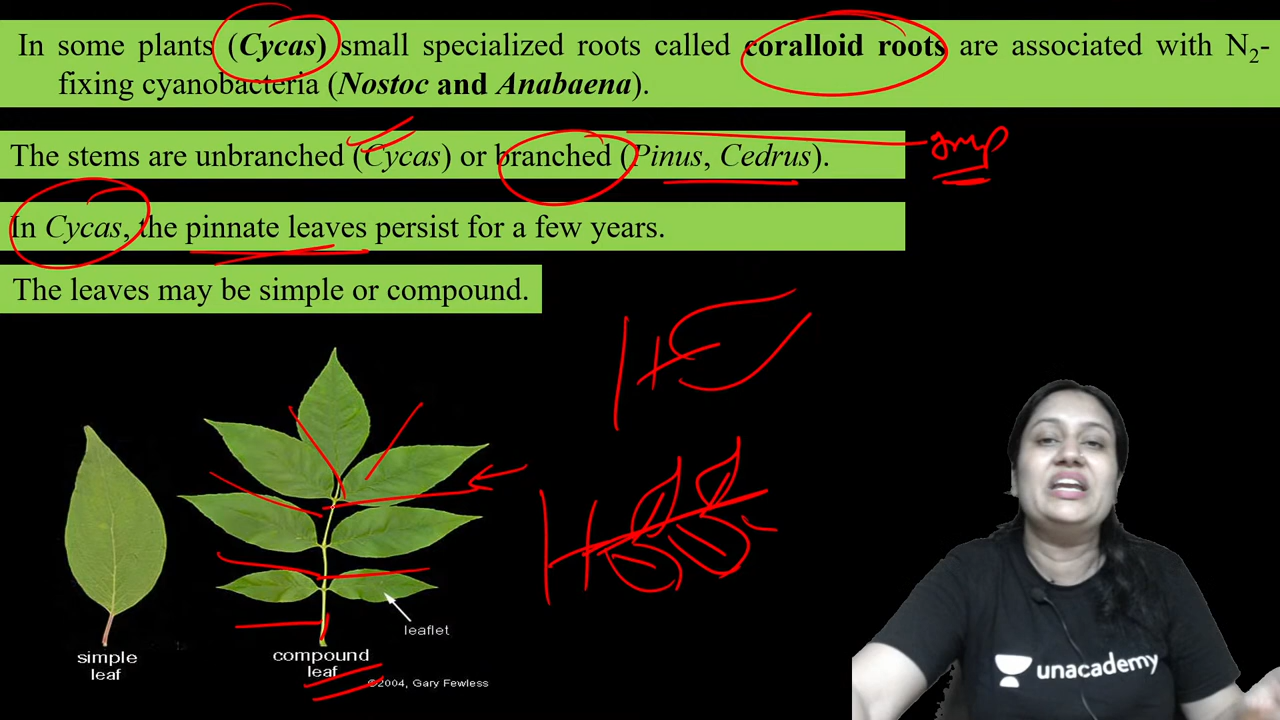 In some plants (Cycas) small specialized roots called coralloid roots are associated with N₂-
fixing cyanobacteria (Nostoc and Anabaena).
The stems are unbranched (Cycas) or branched (Pinus, Cedrus).
Imp
In Cycas, the pinnate leaves persist for a few years.
The leaves may be simple or compound.
leaflet
simple
leaf
compound
leaf
©2004, Gary Fewless
unacademy